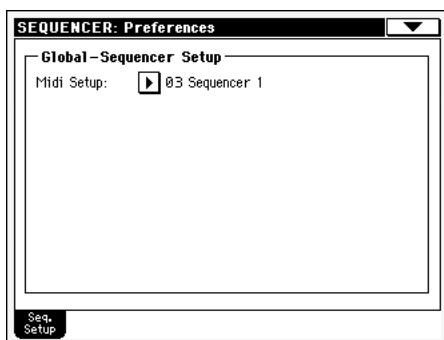 SEQUENCER: Preferences
Global-Sequencer Setup
Midi Setup: 03 Sequencer 1
Seq.
Setup